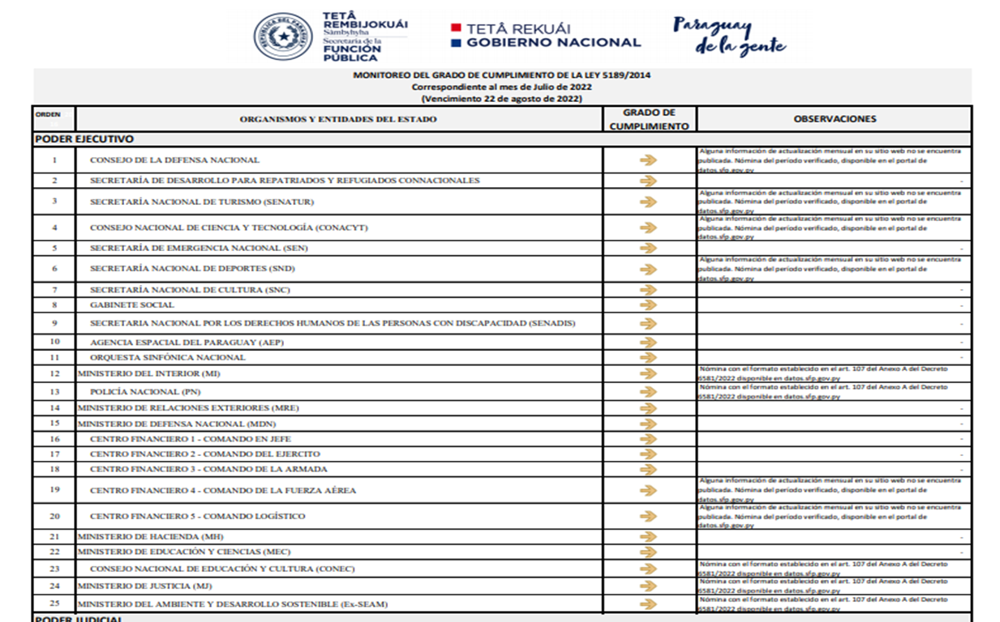 TETÂ
REMBIJOKUÁI
Sãmbyhyha
Secretaría de la
FUNCIÓN
PÚBLICA
TETÂ REKUÁI
GOBIERNO NACIONAL
Paraguay
de la gente
MONITOREO DEL GRADO DE CUMPLIMIENTO DE LA LEY 5189/2014
Correspondiente al mes de Julio de 2022
(Vencimiento 22 de agosto de 2022)
ORDEN ORGANISMOS Y ENTIDADES DEL ESTADO GRADO DE CUMPLIMIENTO OBSERVACIONES
PODER EJECUTIVO
1 CONSEJO DE LA DEFENSA NACIONAL Alguna información de actualización mensual en su sitio web no se encuentra
publicada. Nómina del período verificado, disponible en el portal de
datos.sfp.gov.py
2 SECRETARÍA DE DESARROLLO PARA REPATRIADOS Y REFUGIADOS CONNACIONALES -
3 SECRETARÍA NACIONAL DE TURISMO (SENATUR) Alguna información de actualización mensual en su sitio web no se encuentra
publicada. Nómina del período verificado, disponible en el portal de
datos.sfp.gov.py
4 CONSEJO NACIONAL DE CIENCIA Y TECNOLOGÍA (CONACYT) Alguna información de actualización mensual en su sitio web no se encuentra
publicada. Nómina del período verificado, disponible en el portal de
datos.sfp.gov.py
5 SECRETARÍA DE EMERGENCIA NACIONAL (SEN) -
6 SECRETARÍA NACIONAL DE DEPORTES (SND) Alguna información de actualización mensual en su sitio web no se encuentra
publicada. Nómina del período verificado, disponible en el portal de
datos.sfp.gov.py
7 SECRETARÍA NACIONAL DE CULTURA (SNC) -
8 GABINETE SOCIAL -
9 SECRETARIA NACIONAL POR LOS DERECHOS HUMANOS DE LAS PERSONAS CON DISCAPACIDAD (SENADIS) -
10 AGENCIA ESPACIAL DEL PARAGUAY (AEP) -
11 ORQUESTA SINFÓNICA NACIONAL -
12 MINISTERIO DEL INTERIOR (MI) Nómina con el formato establecido en el art. 107 del Anexo A del Decreto
6581/2022 disponible en datos.sfp.gov.py
13 POLICÍA NACIONAL (PN) Nómina con el formato establecido en el art. 107 del Anexo A del Decreto
6581/2022 disponible en datos.sfp.gov.py
14 MINISTERIO DE RELACIONES EXTERIORES (MRE) -
15 MINISTERIO DE DEFENSA NACIONAL (MDN) -
16 CENTRO FINANCIERO 1 - COMANDO EN JEFE -
17 CENTRO FINANCIERO 2 - COMANDO DEL EJERCITO -
18 CENTRO FINANCIERO 3 - COMANDO DE LA ARMADA -
19 CENTRO FINANCIERO 4 - COMANDO DE LA FUERZA AÉREA Alguna información de actualización mensual en su sitio web no se encuentra
publicada. Nómina del período verificado, disponible en el portal de
datos.sfp.gov.py
20 CENTRO FINANCIERO 5 - COMANDO LOGÍSTICO Alguna información de actualización mensual en su sitio web no se encuentra
publicada. Nómina del período verificado, disponible en el portal de
datos.sfp.gov.py
21 MINISTERIO DE HACIENDA (MH) -
22 MINISTERIO DE EDUCACIÓN Y CIENCIAS (MEC) -
23 CONSEJO NACIONAL DE EDUCACIÓN Y CULTURA (CONEC) Nómina con el formato establecido en el art. 107 del Anexo A del Decreto
6581/2022 disponible en datos.sfp.gov.py
24 MINISTERIO DE JUSTICIA (MJ) Nómina con el formato establecido en el art. 107 del Anexo A del Decreto
6581/2022 disponible en datos.sfp.gov.py
25 MINISTERIO DEL AMBIENTE Y DESARROLLO SOSTENIBLE (Ex-SEAM) Nómina con el formato establecido en el art. 107 del Anexo A del Decreto
6581/2022 disponible en datos.sfp.gov.py
PODER JUDICIAL